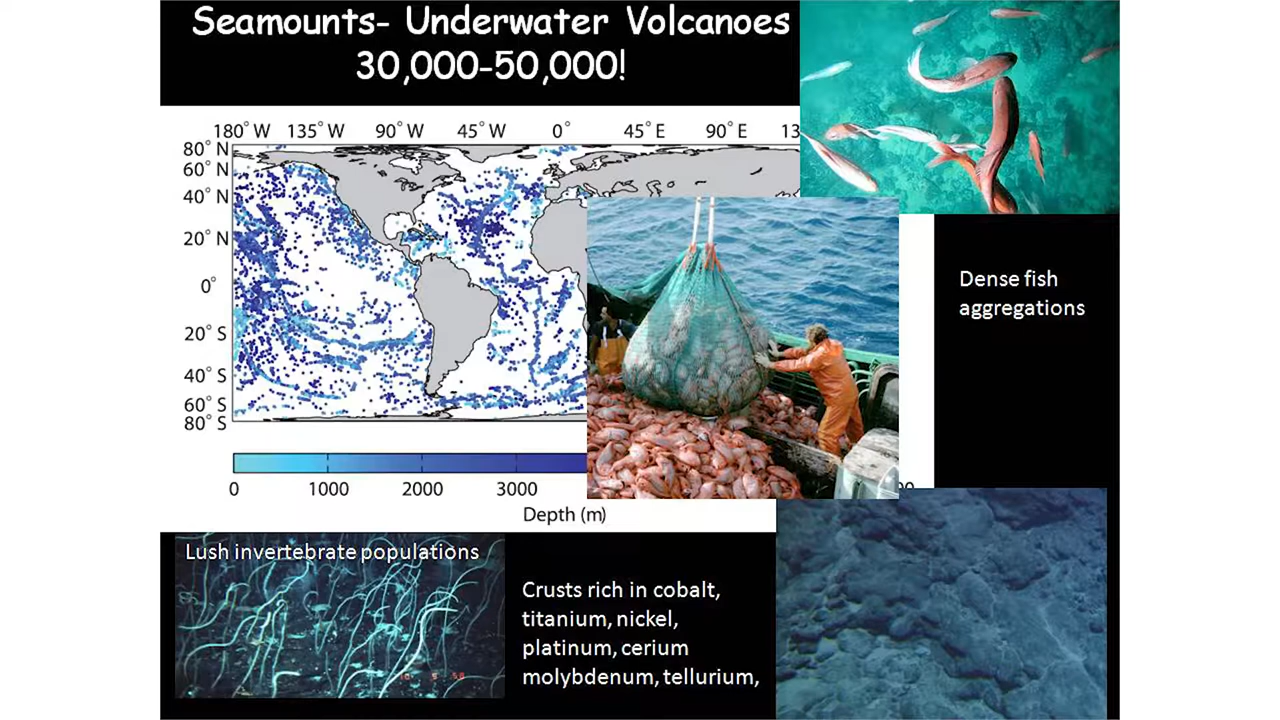 Seamounts- Underwater Volcanoes
30,000-50,000!
180° W 135° W 90° W 45° W 0° 45° E 90° E 13
80° N
60° N
40° N
20° N
0°
20° S
40° S
60° S
80° S
0 1000 2000 3000
Depth (m)
Dense fish
aggregations
Lush invertebrate populations
Crusts rich in cobalt,
titanium, nickel,
platinum, cerium
molybdenum, tellurium,